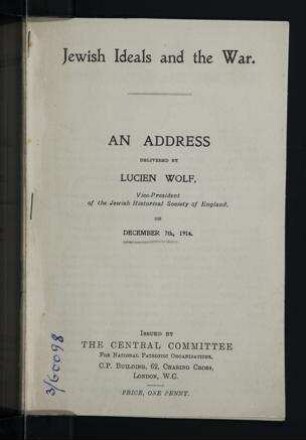 Jewish Ideals and the War.
AN ADDRESS
DELIVERED BY
LUCIEN WOLF,
Vice-President
of the Jewish Historical Society of England,
ON
DECEMBER 7th, 1914.
ISSUED BY
THE CENTRAL COMMITTEE
FOR NATIONAL PATRIOTIC ORGANISATIONS,
C.P. BUILDING, 62, CHARING CROSS,
LONDON, W.C.
PRICE, ONE PENNY.
3/60098